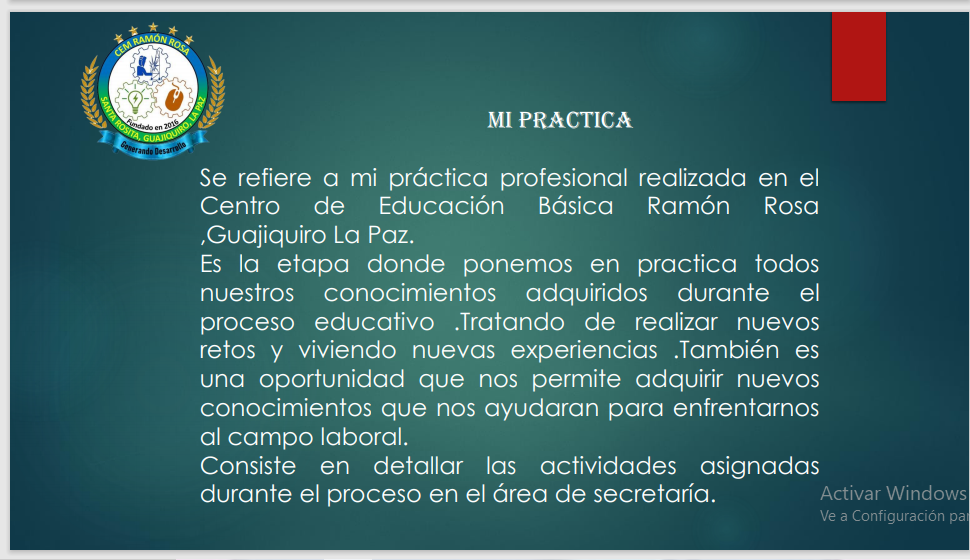 CEM RAMÓN ROSA
Fundado en 2016
SANTA ROSITA, GUAJIQUIRO, LA PAZ
Generando Desarrollo
MI PRACTICA
Se refiere a mi práctica profesional realizada en el
Centro de Educación Básica Ramón Rosa
,Guajiquiro La Paz.
Es la etapa donde ponemos en practica todos
nuestros conocimientos adquiridos durante el
proceso educativo .Tratando de realizar nuevos
retos y viviendo nuevas experiencias .También es
una oportunidad que nos permite adquirir nuevos
conocimientos que nos ayudaran para enfrentarnos
al campo laboral.
Consiste en detallar las actividades asignadas
durante el proceso en el área de secretaría.
Activar Windows
Ve a Configuración par